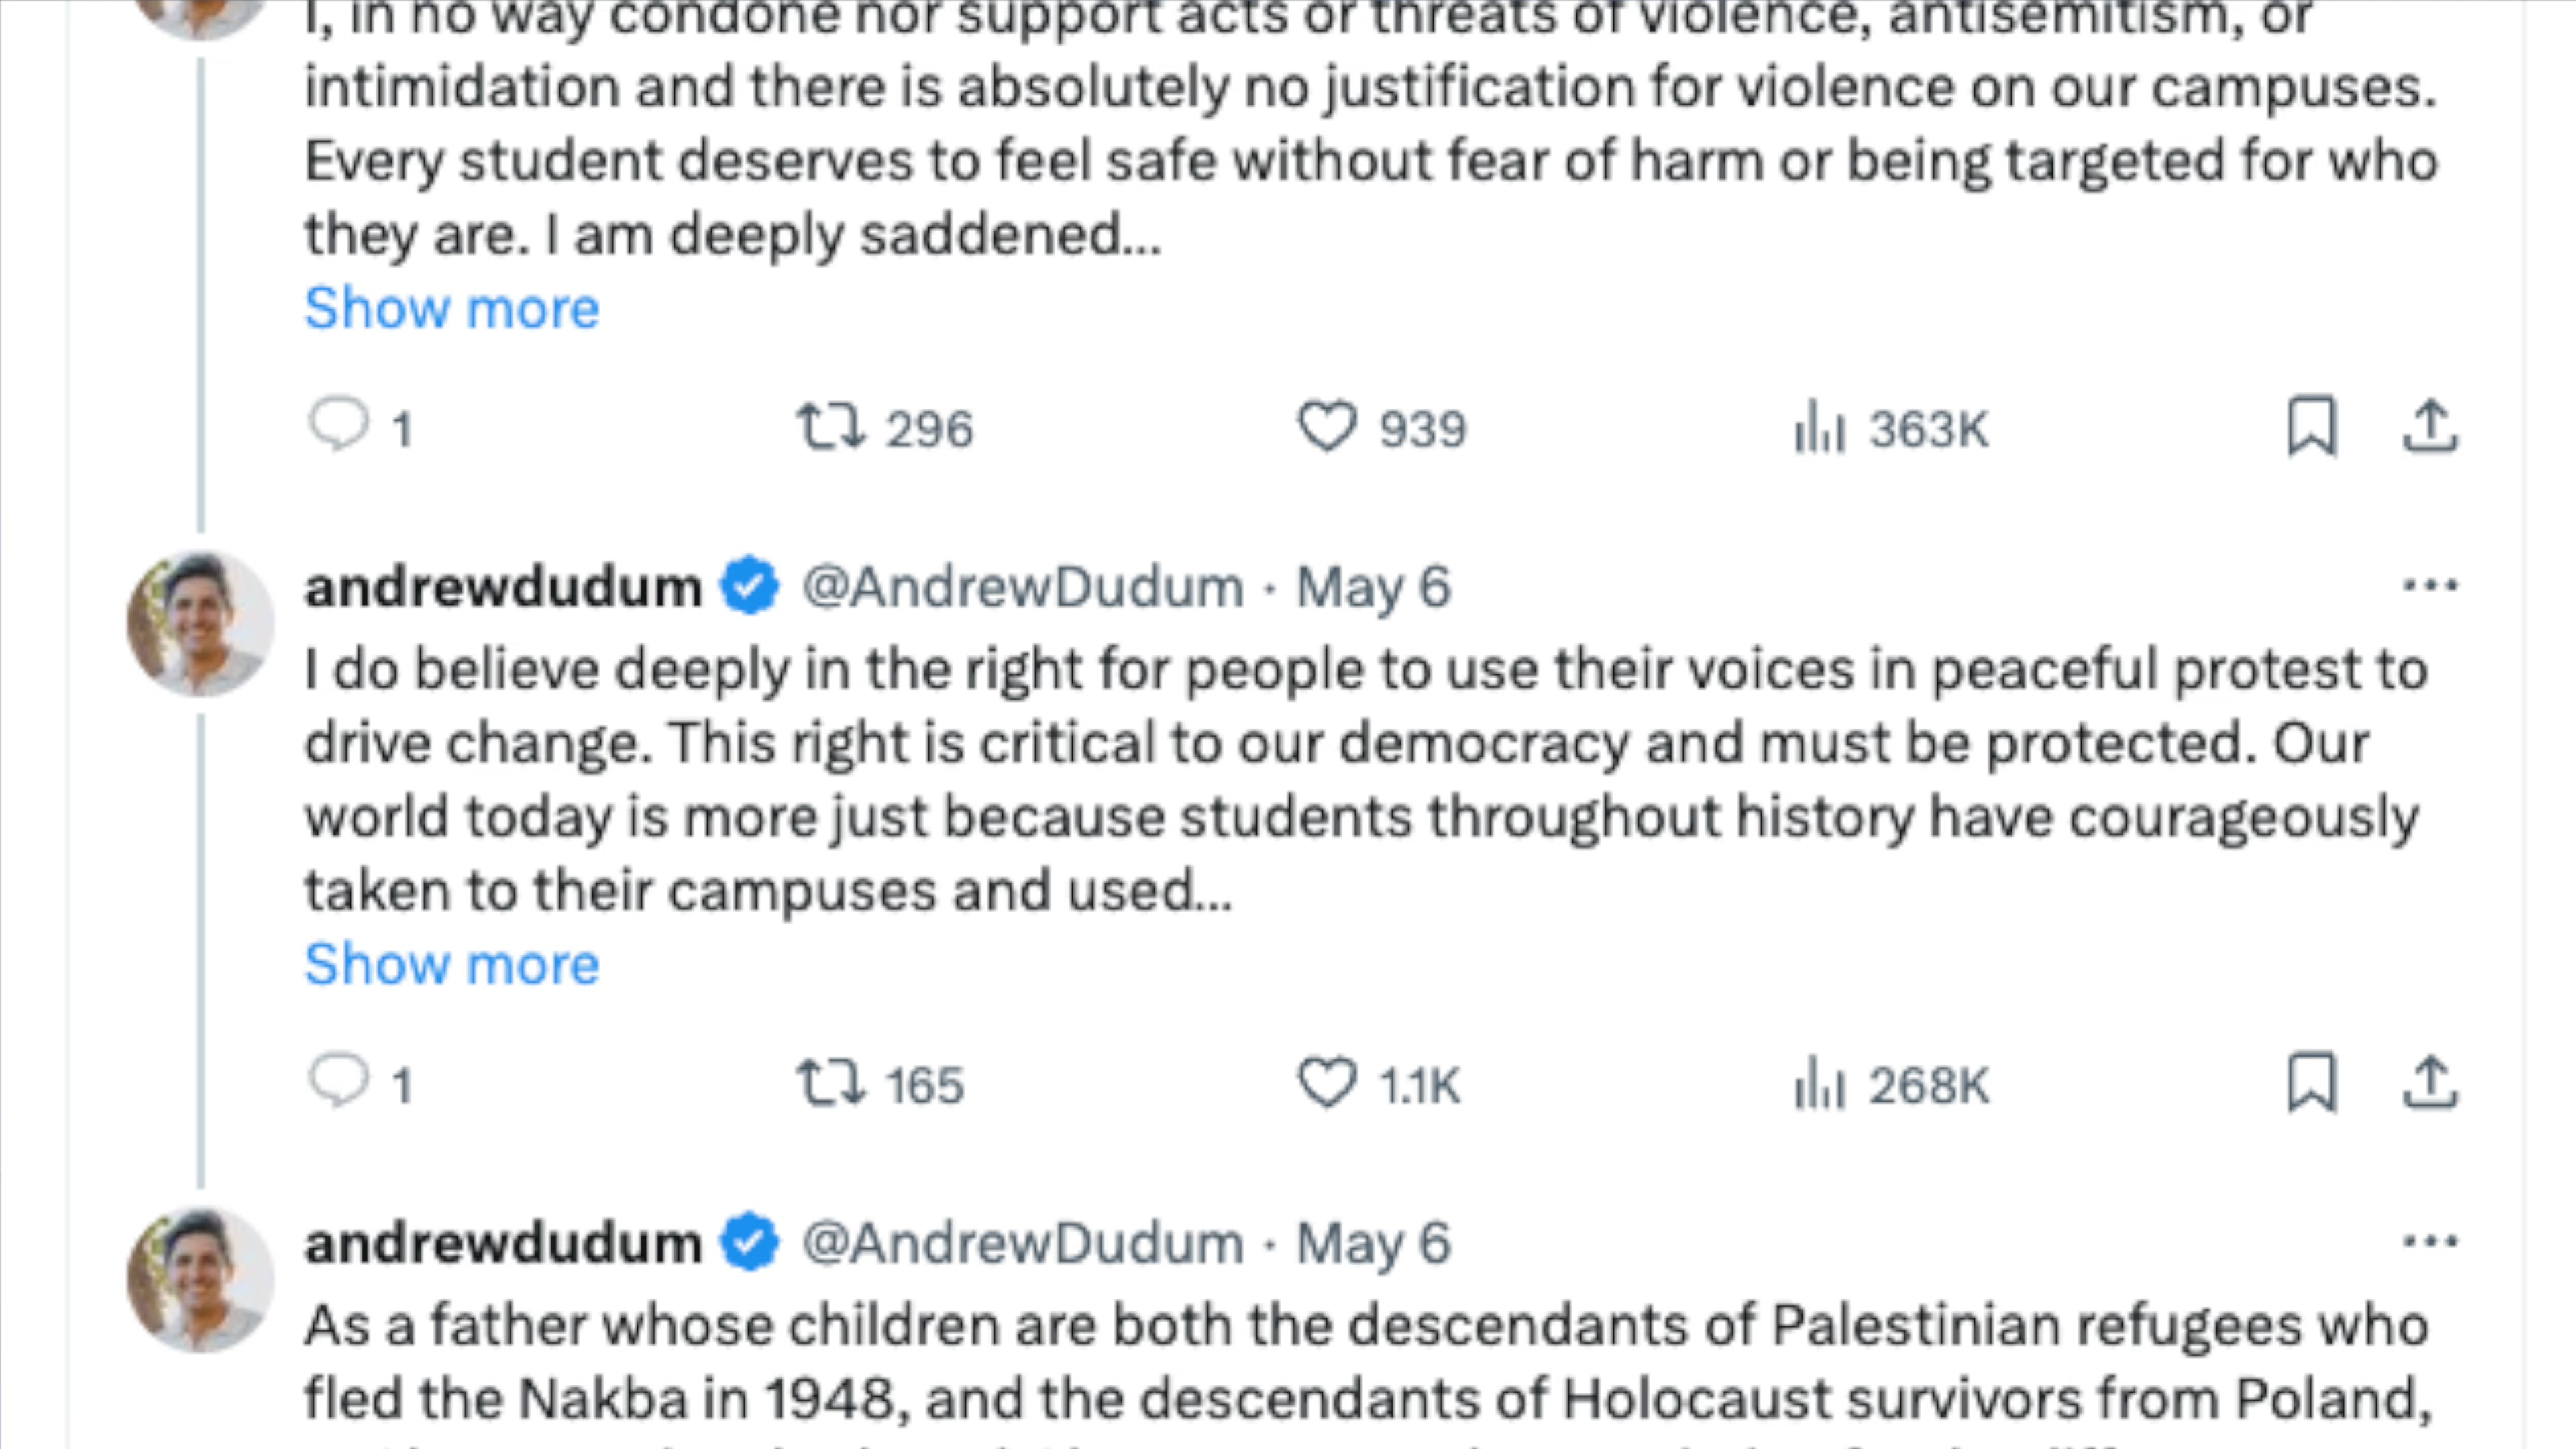 I, in no way condone nor support acts or threats of violence, antisemitism, or
intimidation and there is absolutely no justification for violence on our campuses.
Every student deserves to feel safe without fear of harm or being targeted for who
they are. I am deeply saddened...
Show more
1 296 939 363K
andrewdudum @AndrewDudum · May 6
I do believe deeply in the right for people to use their voices in peaceful protest to
drive change. This right is critical to our democracy and must be protected. Our
world today is more just because students throughout history have courageously
taken to their campuses and used...
Show more
1 165 1.1K 268K
andrewdudum @AndrewDudum · May 6
As a father whose children are both the descendants of Palestinian refugees who
fled the Nakba in 1948, and the descendants of Holocaust survivors from Poland,